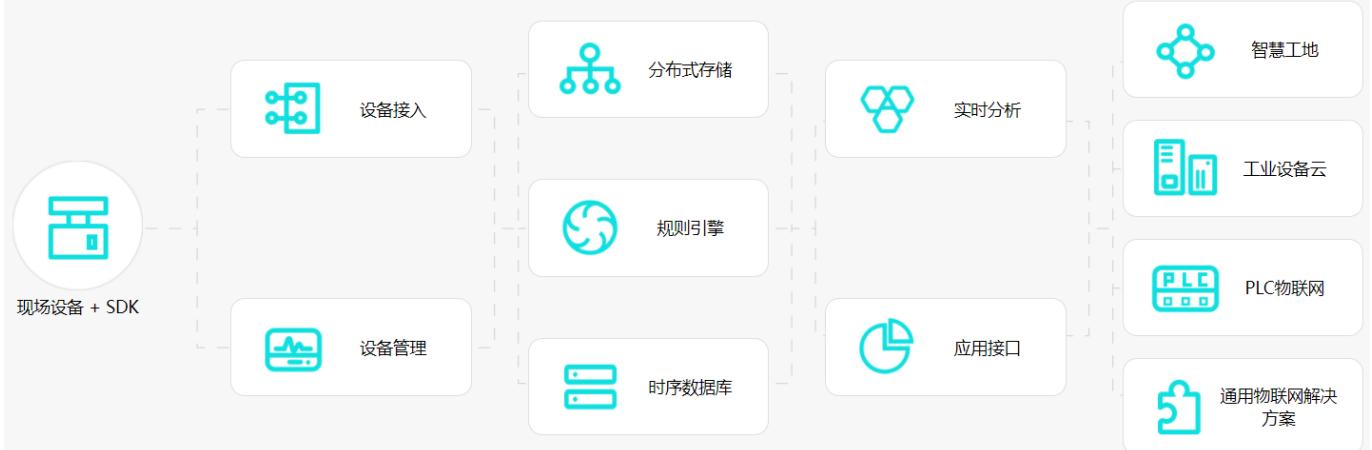 现场设备 + SDK
设备接入
设备管理
分布式存储
规则引擎
时序数据库
实时分析
应用接口
智慧工地
工业设备云
PLC
PLC物联网
通用物联网解决
方案